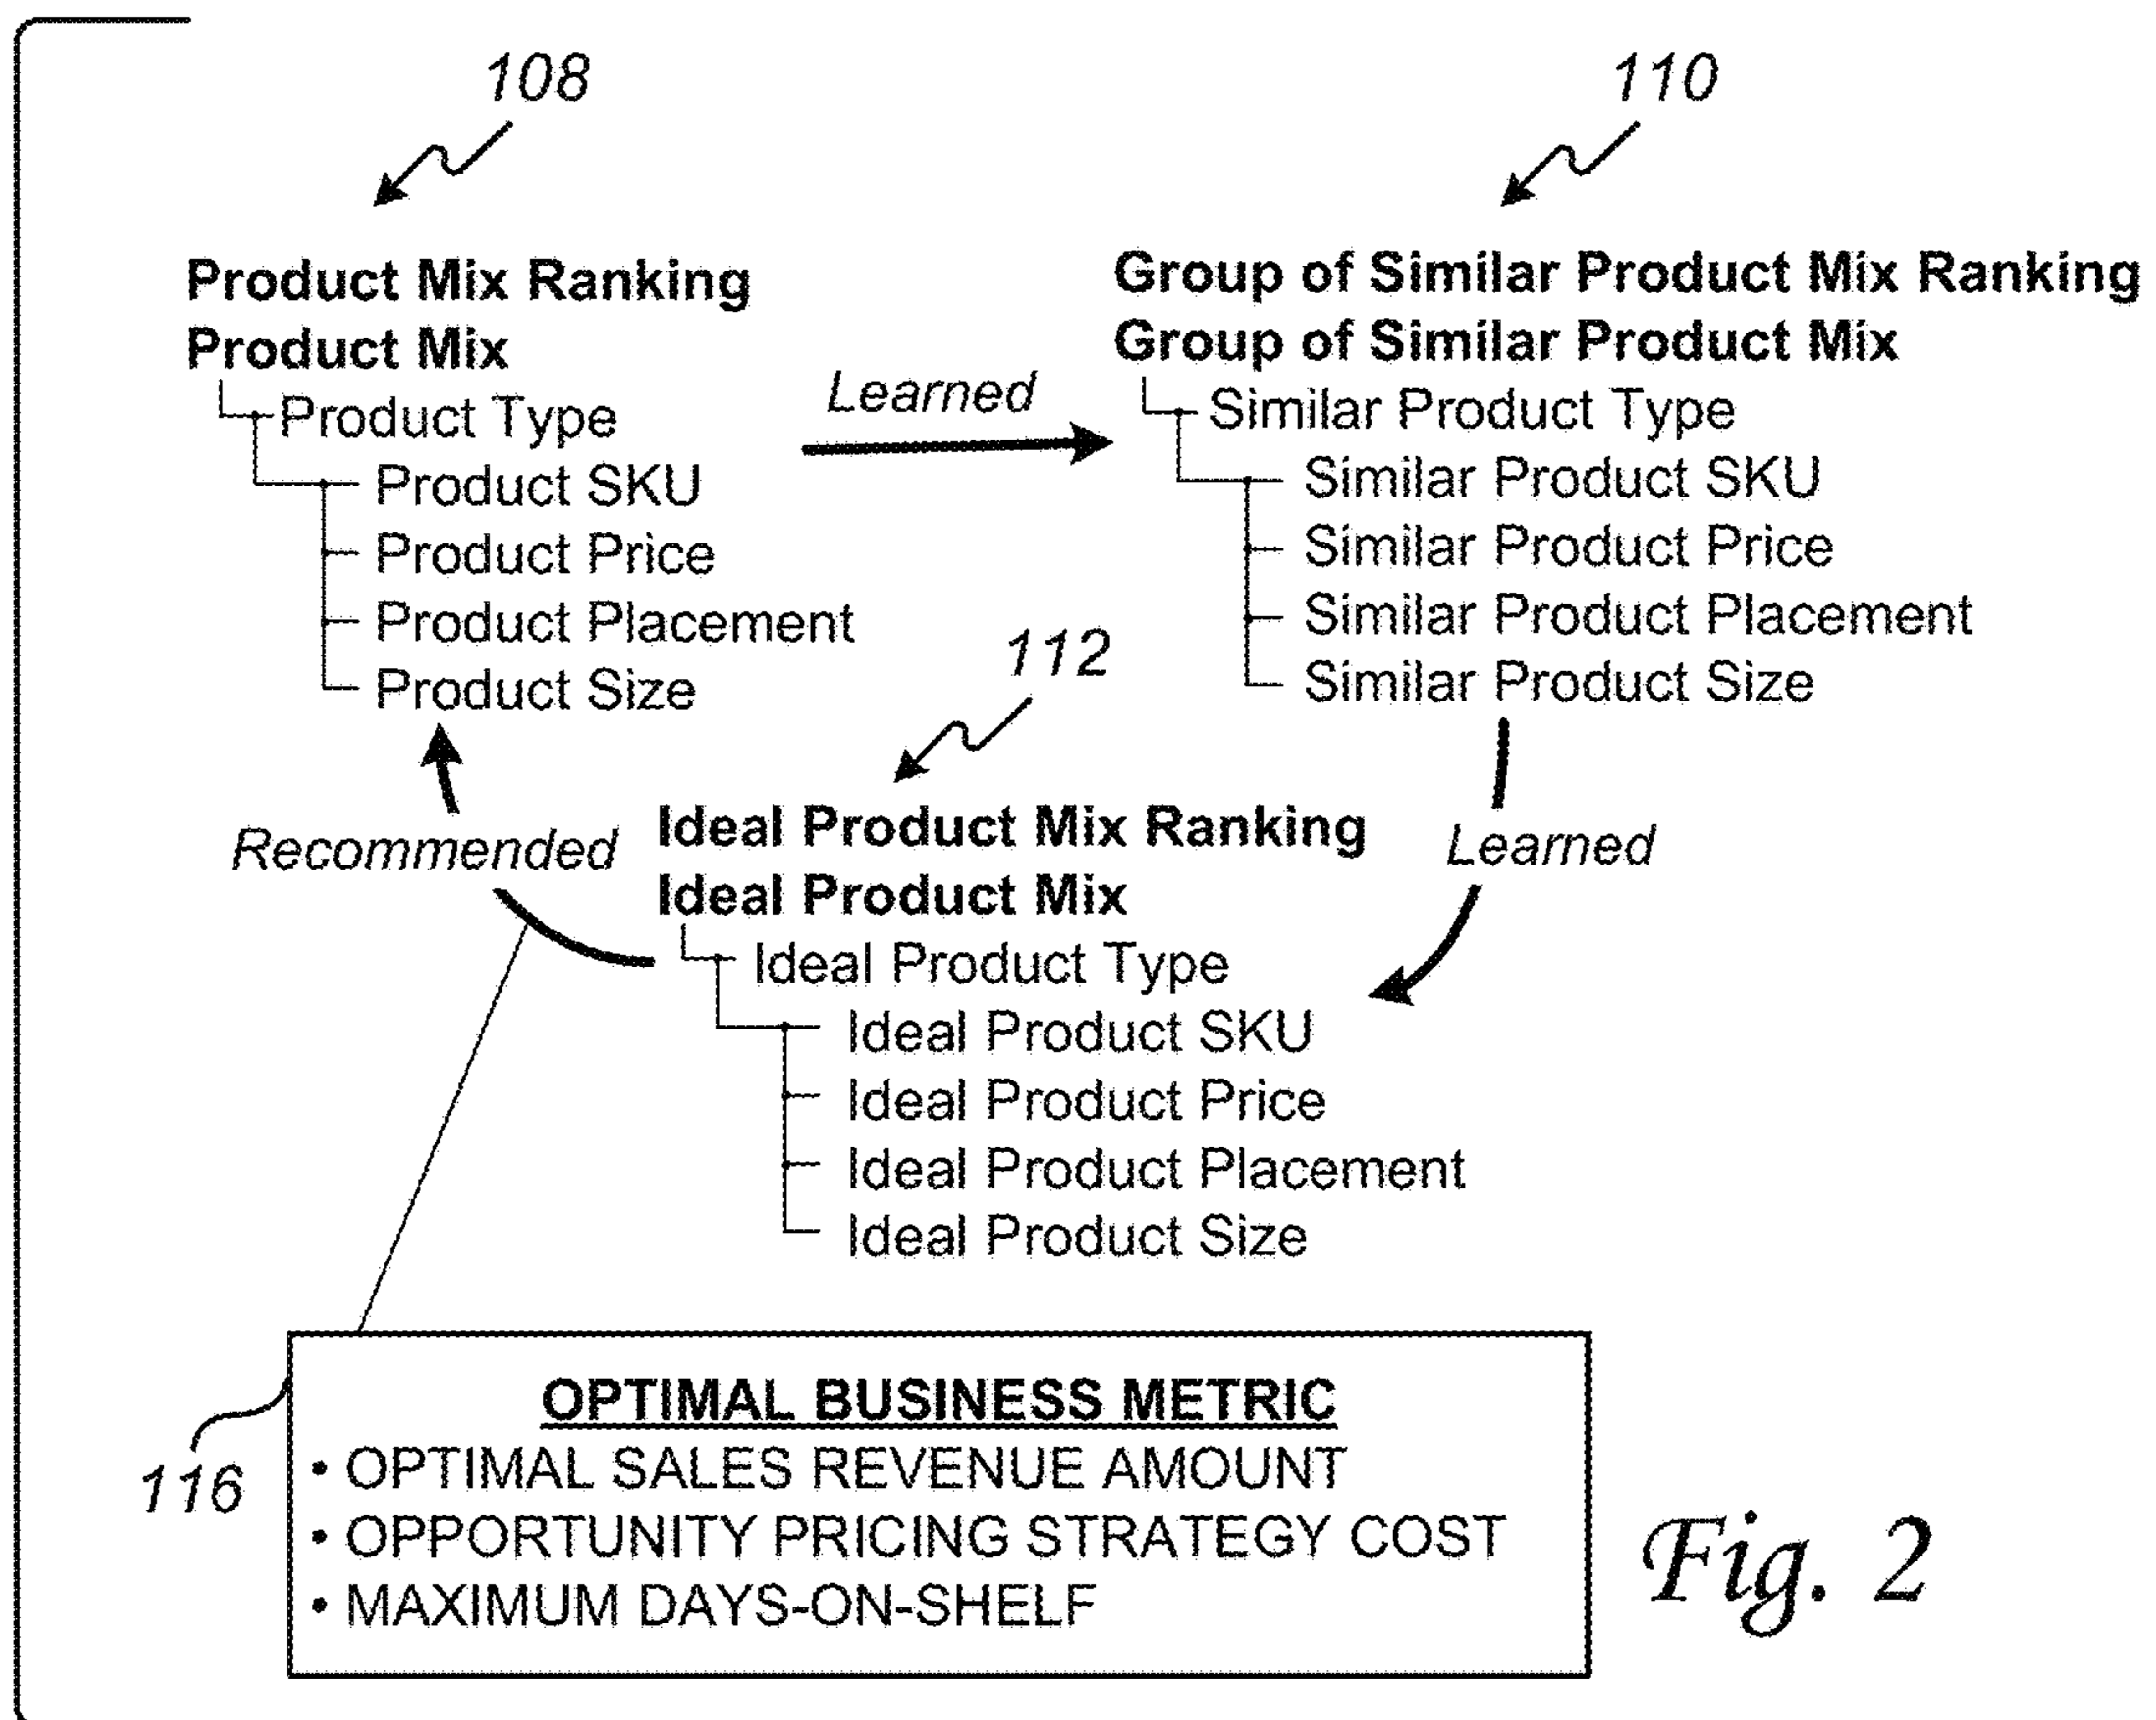 108
Product Mix Ranking
Product Mix
Product Type
Product SKU
Product Price
Product Placement
Product Size
Learned
110
Group of Similar Product Mix Ranking
Group of Similar Product Mix
Similar Product Type
Similar Product SKU
Similar Product Price
Similar Product Placement
Similar Product Size
Learned
112
Ideal Product Mix Ranking
Ideal Product Mix
Ideal Product Type
Ideal Product SKU
Ideal Product Price
Ideal Product Placement
Ideal Product Size
Recommended
116
OPTIMAL BUSINESS METRIC
• OPTIMAL SALES REVENUE AMOUNT
• OPPORTUNITY PRICING STRATEGY COST
• MAXIMUM DAYS-ON-SHELF
Fig. 2